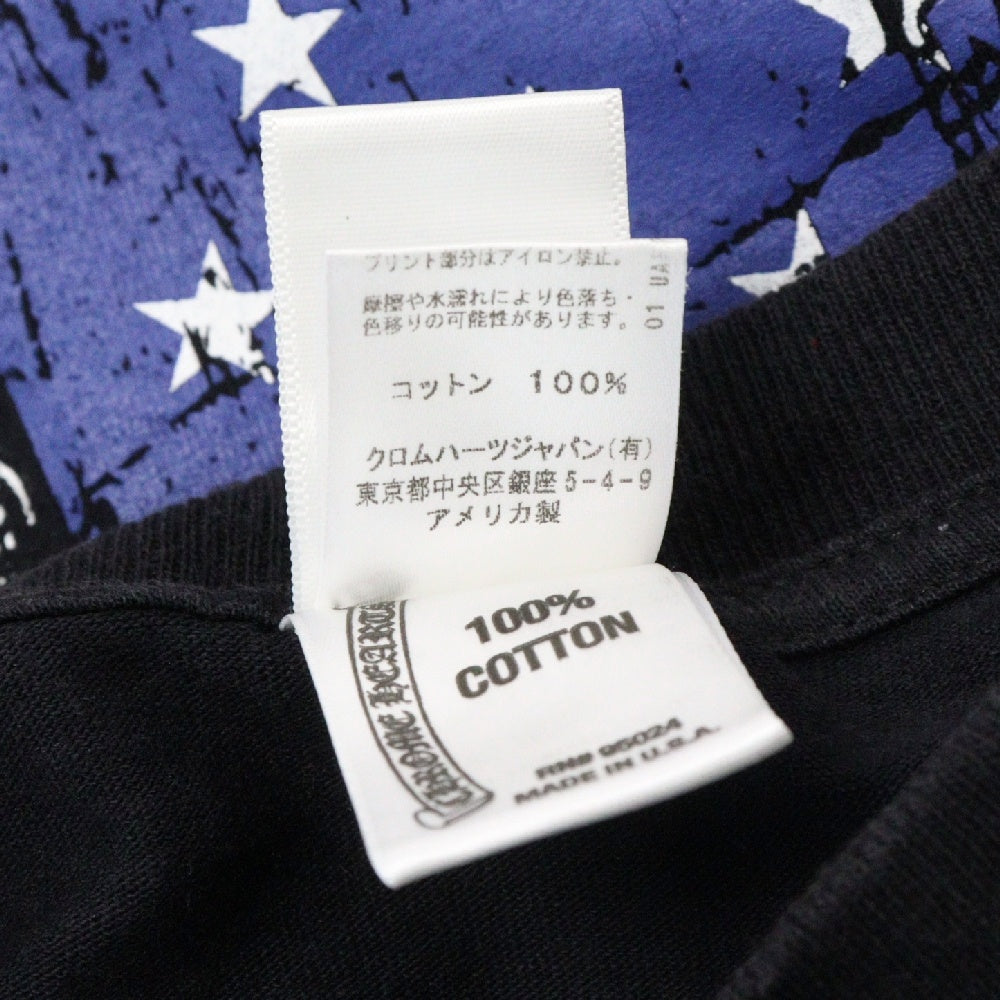 プリント部分はアイロン禁止。
摩擦や水濡れにより色落ち・
色移りの可能性があります。
コットン 100%
クロムハーツジャパン(有)
東京都中央区銀座5-4-9
アメリカ製
01
CHROME HEARTS
100%
COTTON
RN# 95024
MADE IN U.S.A.